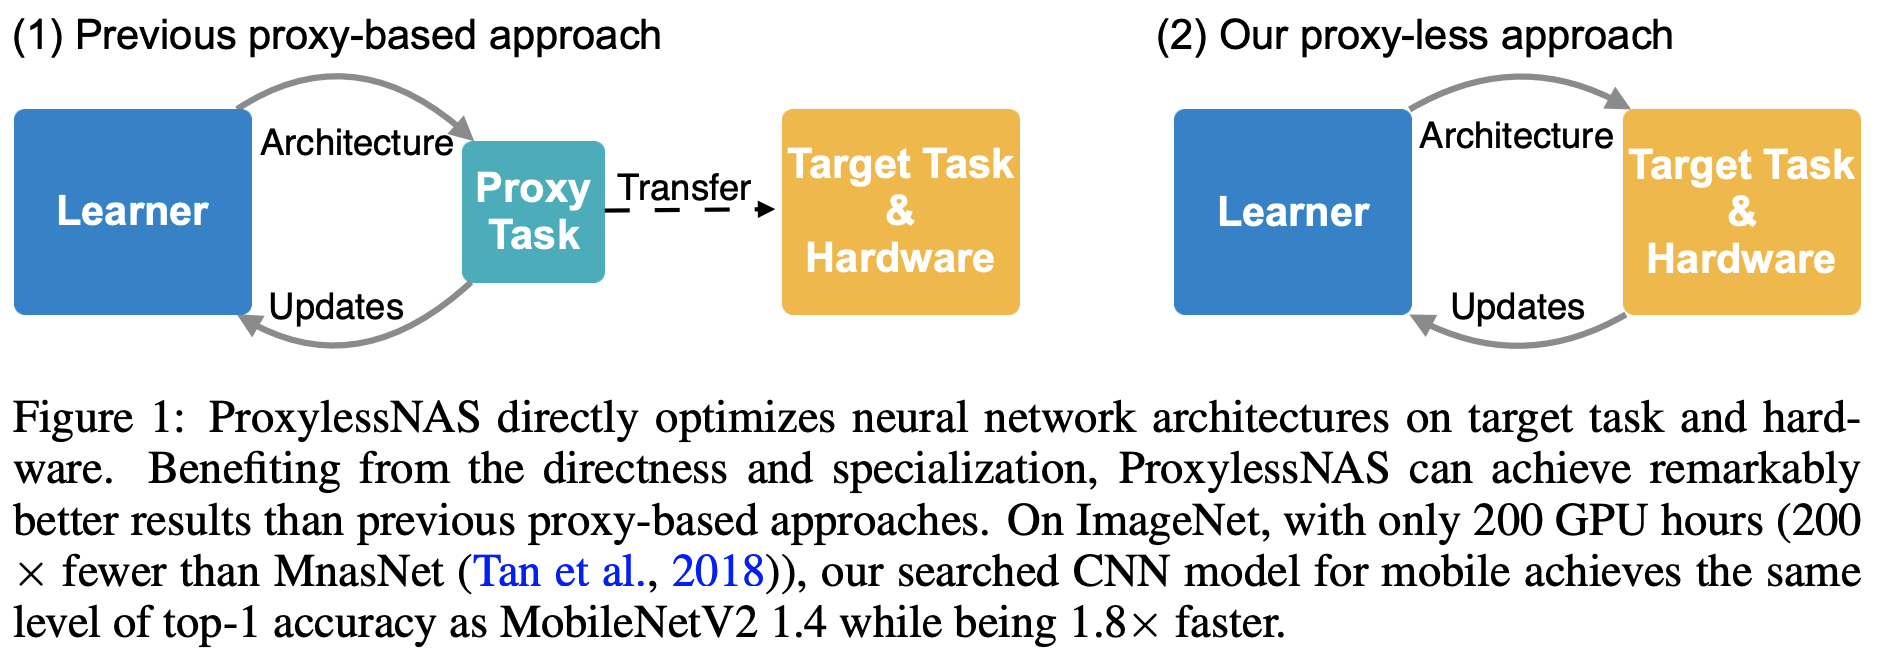 (1) Previous proxy-based approach
Learner
Architecture
Updates
Proxy
Task
Transfer
Target Task
&
Hardware
(2) Our proxy-less approach
Learner
Architecture
Updates
Target Task
&
Hardware
Figure 1: ProxylessNAS directly optimizes neural network architectures on target task and hard-
ware. Benefiting from the directness and specialization, ProxylessNAS can achieve remarkably
better results than previous proxy-based approaches. On ImageNet, with only 200 GPU hours (200
× fewer than MnasNet (Tan et al., 2018)), our searched CNN model for mobile achieves the same
level of top-1 accuracy as MobileNetV2 1.4 while being 1.8× faster.